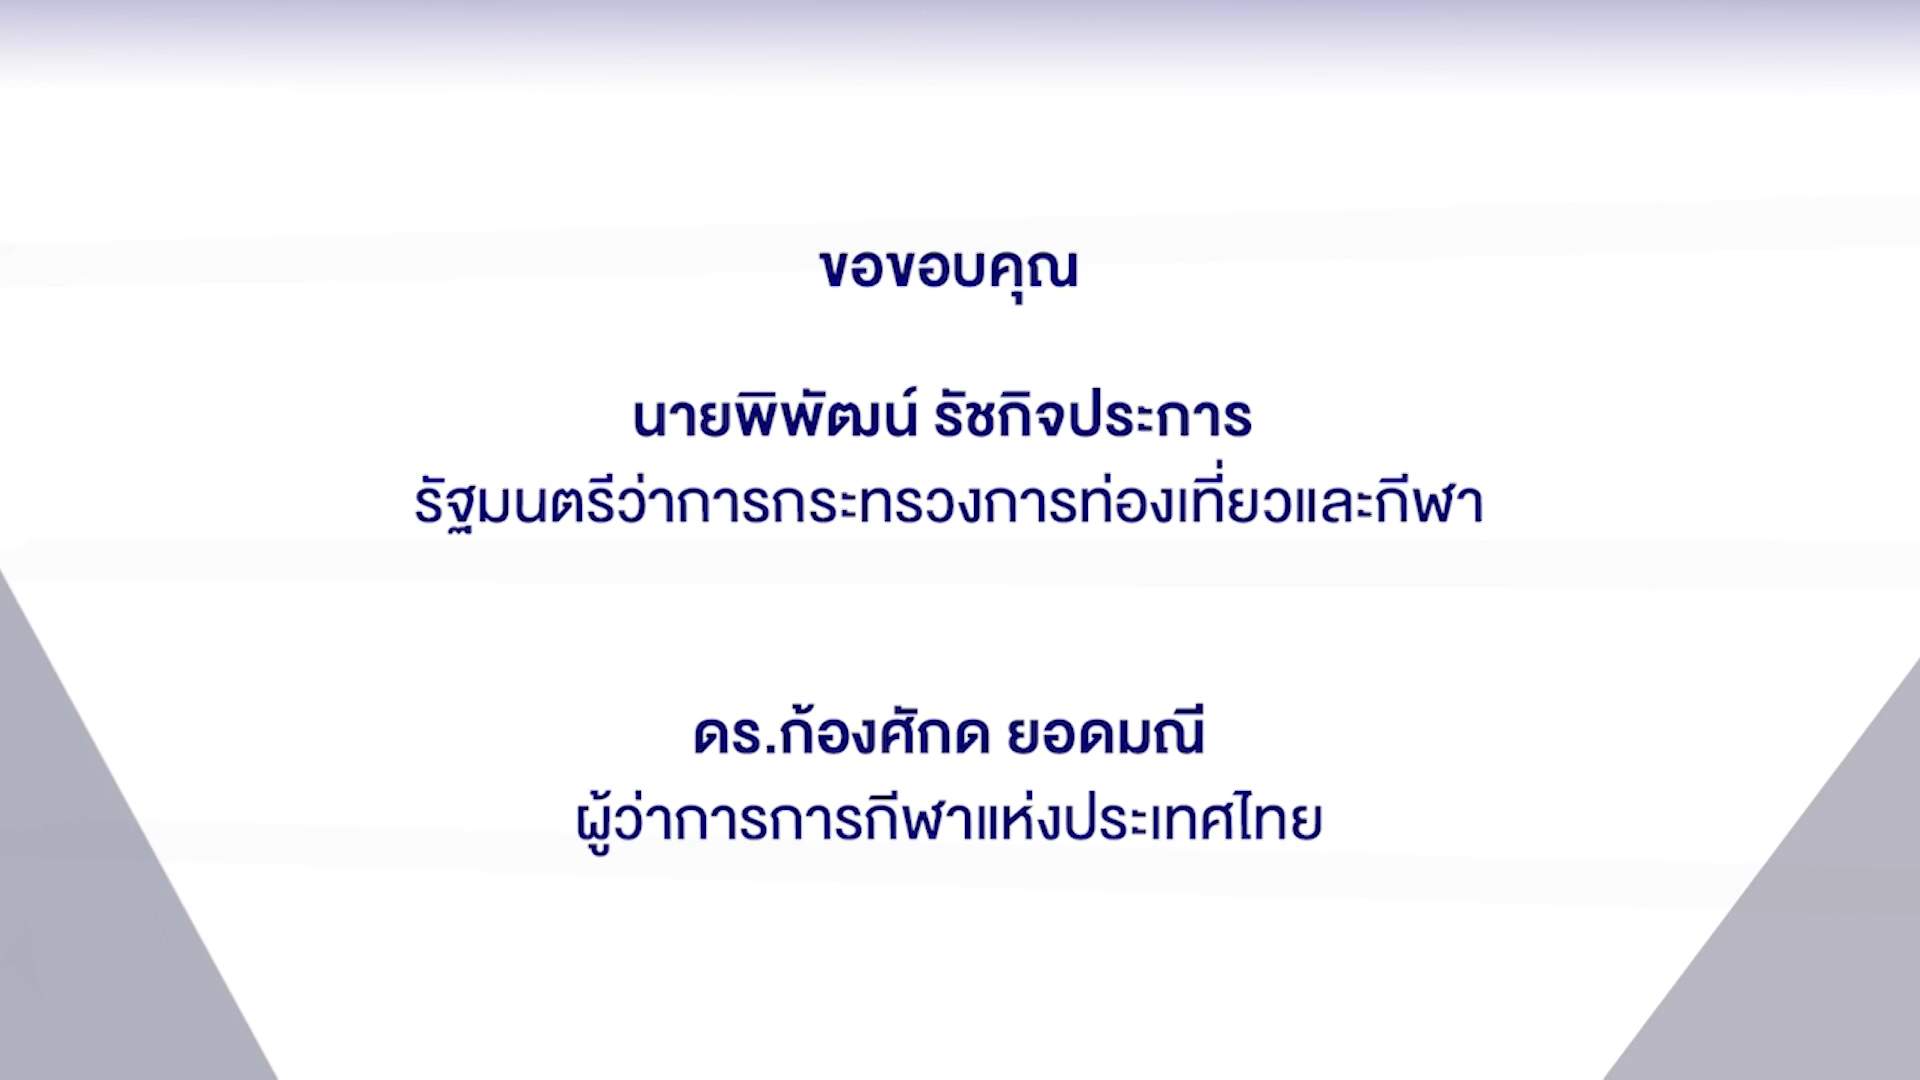 ขอขอบคุณ
นายพิพัฒน์ รัชกิจประการ
รัฐมนตรีว่าการกระทรวงการท่องเที่ยวและกีฬา
ดร.ก้องศักด ยอดมณี
ผู้ว่าการการกีฬาแห่งประเทศไทย